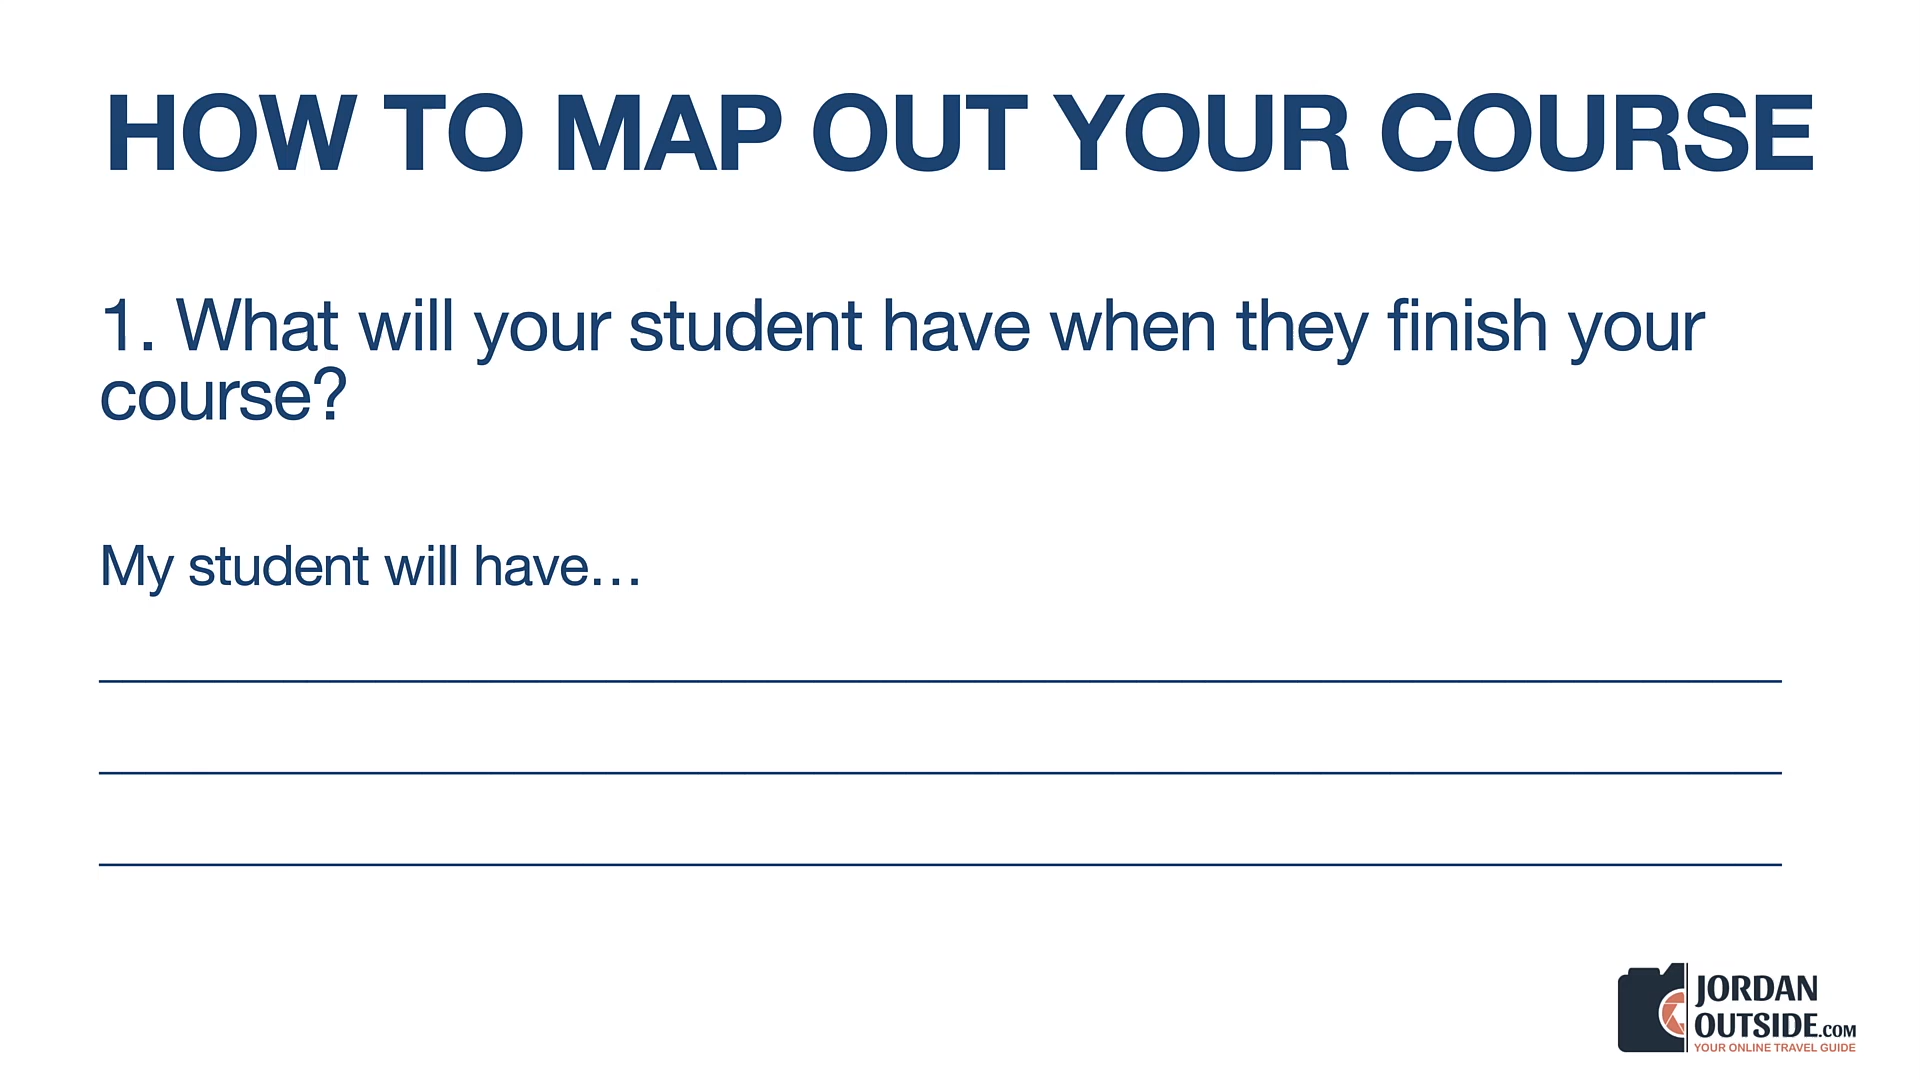 HOW TO MAP OUT YOUR COURSE
1. What will your student have when they finish your
course?
My student will have…
JORDAN
OUTSIDE.COM
YOUR ONLINE TRAVEL GUIDE